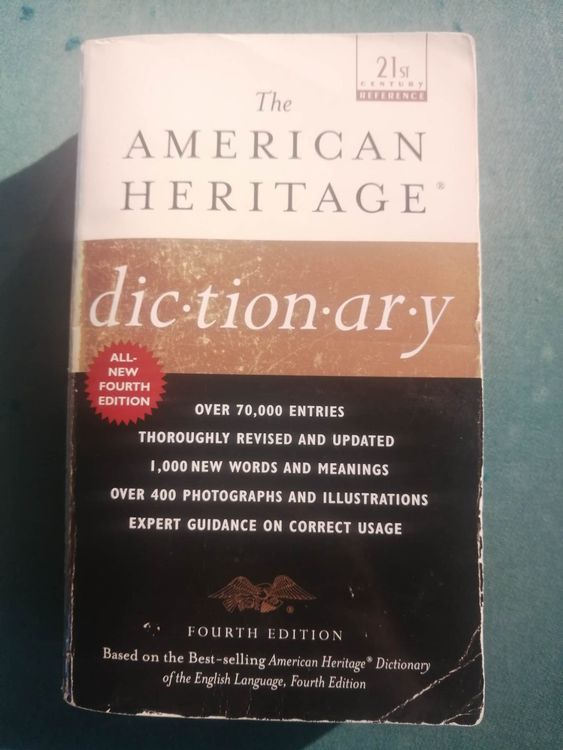 21ST
CENTURY
REFERENCE
The
AMERICAN
HERITAGE®
dic·tion·ar·y
ALL-
NEW
FOURTH
EDITION
OVER 70,000 ENTRIES
THOROUGHLY REVISED AND UPDATED
1,000 NEW WORDS AND MEANINGS
OVER 400 PHOTOGRAPHS AND ILLUSTRATIONS
EXPERT GUIDANCE ON CORRECT USAGE
®
FOURTH EDITION
Based on the Best-selling American Heritage® Dictionary
of the English Language, Fourth Edition